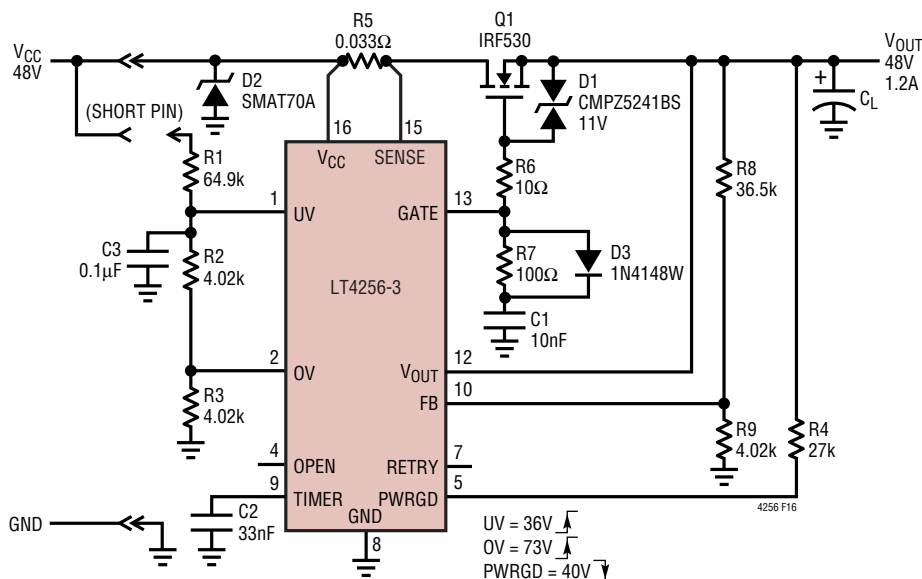 R5
0.033Ω
Q1
IRF530
VCC
48V
VOUT
48V
1.2A
D2
SMAT70A
D1
CMPZ5241BS
11V
+
CL
(SHORT PIN)
16
15
VCC
SENSE
R1
64.9k
R6
10Ω
R8
36.5k
1
UV
GATE
13
C3
0.1µF
R2
4.02k
R7
100Ω
D3
1N4148W
LT4256-3
C1
10nF
2
OV
VOUT
12
FB
10
R3
4.02k
R9
4.02k
R4
27k
4
OPEN
RETRY
7
9
TIMER
PWRGD
5
GND
8
C2
33nF
GND
4256 F16
UV = 36V
OV = 73V
PWRGD = 40V